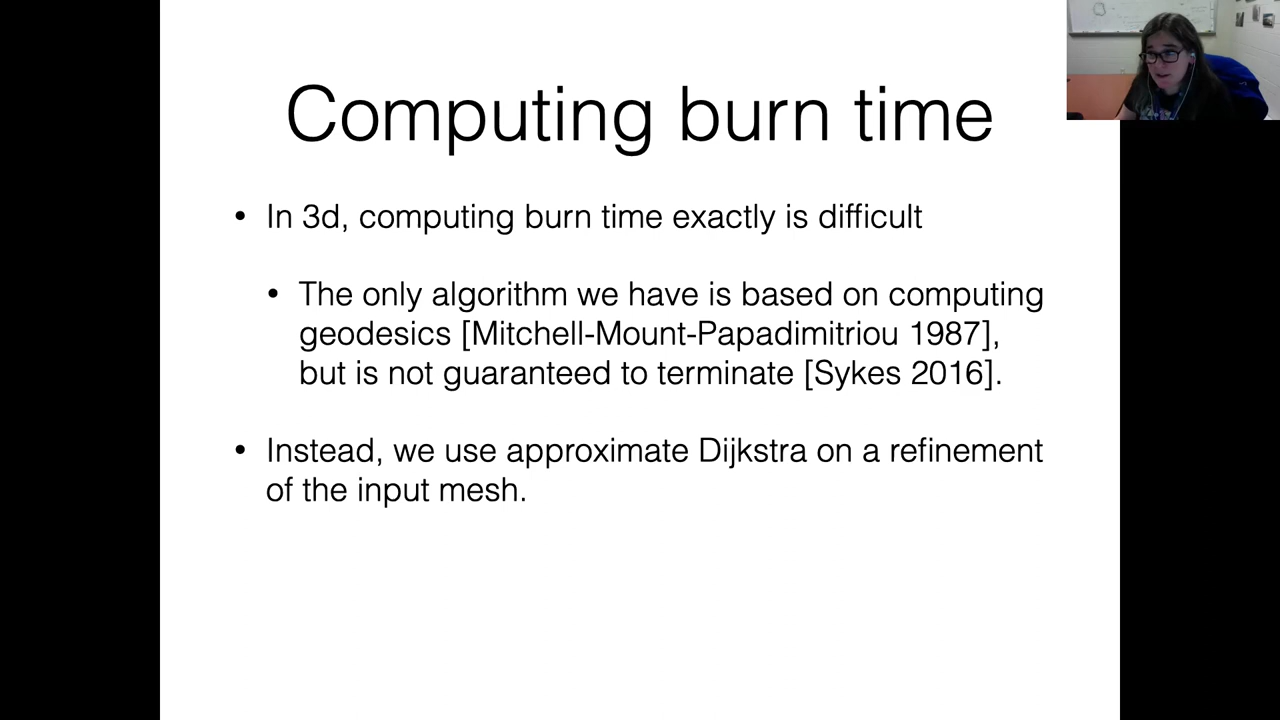 Computing burn time
• In 3d, computing burn time exactly is difficult
• The only algorithm we have is based on computing
geodesics [Mitchell-Mount-Papadimitriou 1987],
but is not guaranteed to terminate [Sykes 2016].
• Instead, we use approximate Dijkstra on a refinement
of the input mesh.